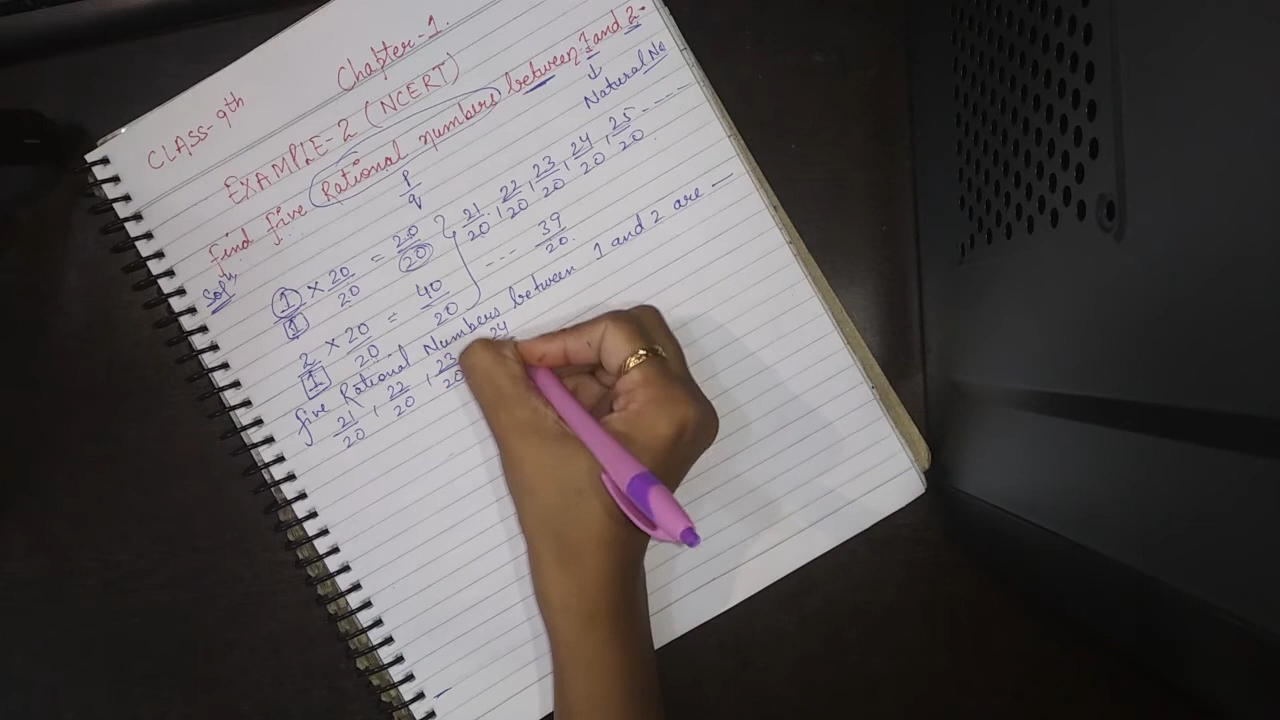 Chapter-1.
CLASS-9th
EXAMPLE-2 (NCERT)
Find five Rational numbers between 1 and 2.
p/q
↓
Natural No
Solⁿ.
1/1 × 20/20 = 20/20
2/1 × 20/20 = 40/20
21/20, 22/20, 23/20, 24/20, 25/20 ----
--- 39/20.
five Rational Numbers between 1 and 2 are —
21/20, 22/20, 23/20 24